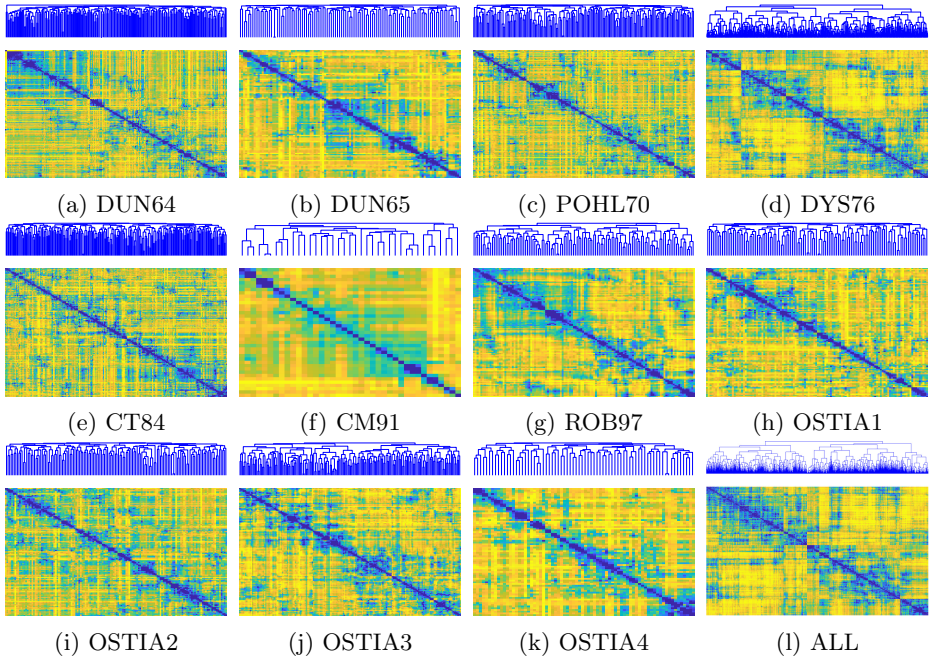 (a) DUN64 (b) DUN65 (c) POHL70 (d) DYS76
(e) CT84 (f) CM91 (g) ROB97 (h) OSTIA1
(i) OSTIA2 (j) OSTIA3 (k) OSTIA4 (l) ALL